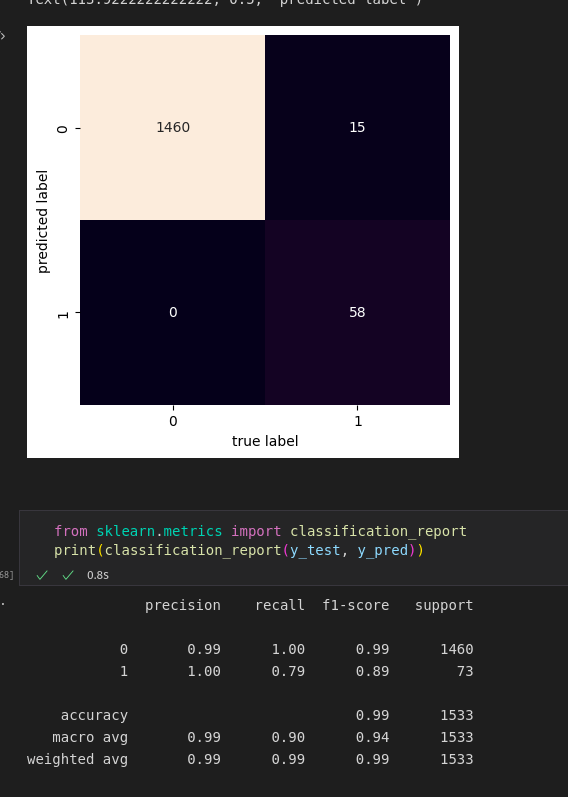 0
1460
15
predicted label
1
0
58
0
1
true label
from sklearn.metrics import classification_report
print(classification_report(y_test, y_pred))
68]
0.8s
precision recall f1-score support
0 0.99 1.00 0.99 1460
1 1.00 0.79 0.89 73
accuracy 0.99 1533
macro avg 0.99 0.90 0.94 1533
weighted avg 0.99 0.99 0.99 1533